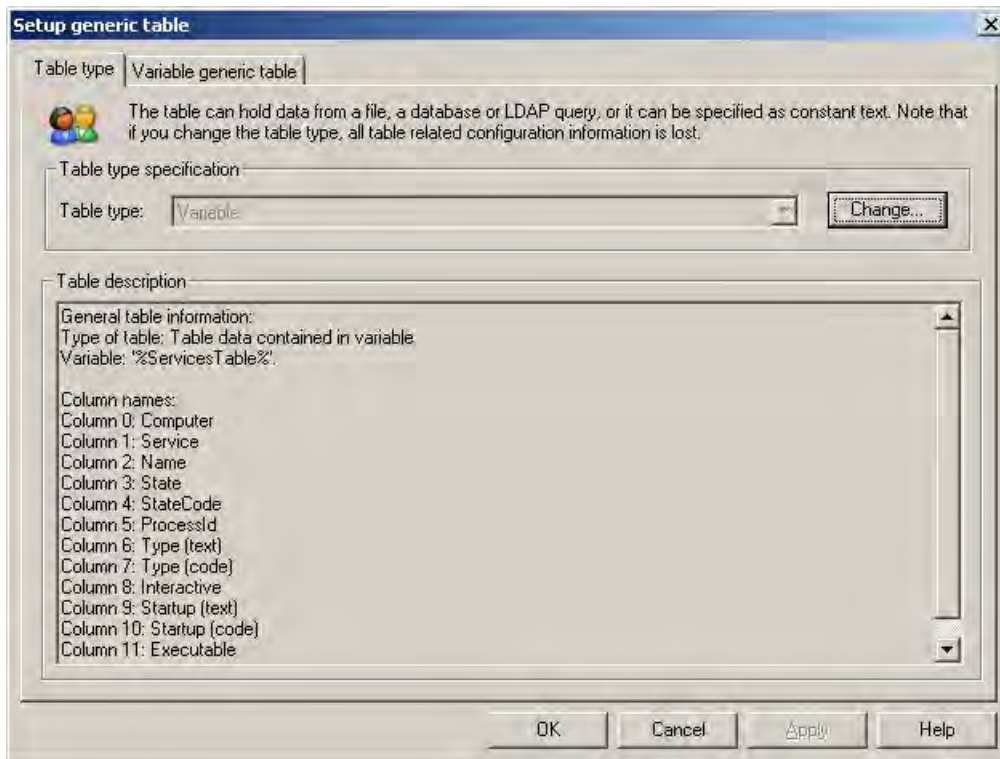 Setup generic table
Table type
Variable generic table
The table can hold data from a file, a database or LDAP query, or it can be specified as constant text. Note that
if you change the table type, all table related configuration information is lost.
Table type specification
Table type:
Variable
Change...
Table description
General table information:
Type of table: Table data contained in variable
Variable: '%ServicesTable%'.
Column names:
Column 0: Computer
Column 1: Service
Column 2: Name
Column 3: State
Column 4: StateCode
Column 5: ProcessId
Column 6: Type (text)
Column 7: Type (code)
Column 8: Interactive
Column 9: Startup (text)
Column 10: Startup (code)
Column 11: Executable
OK
Cancel
Apply
Help